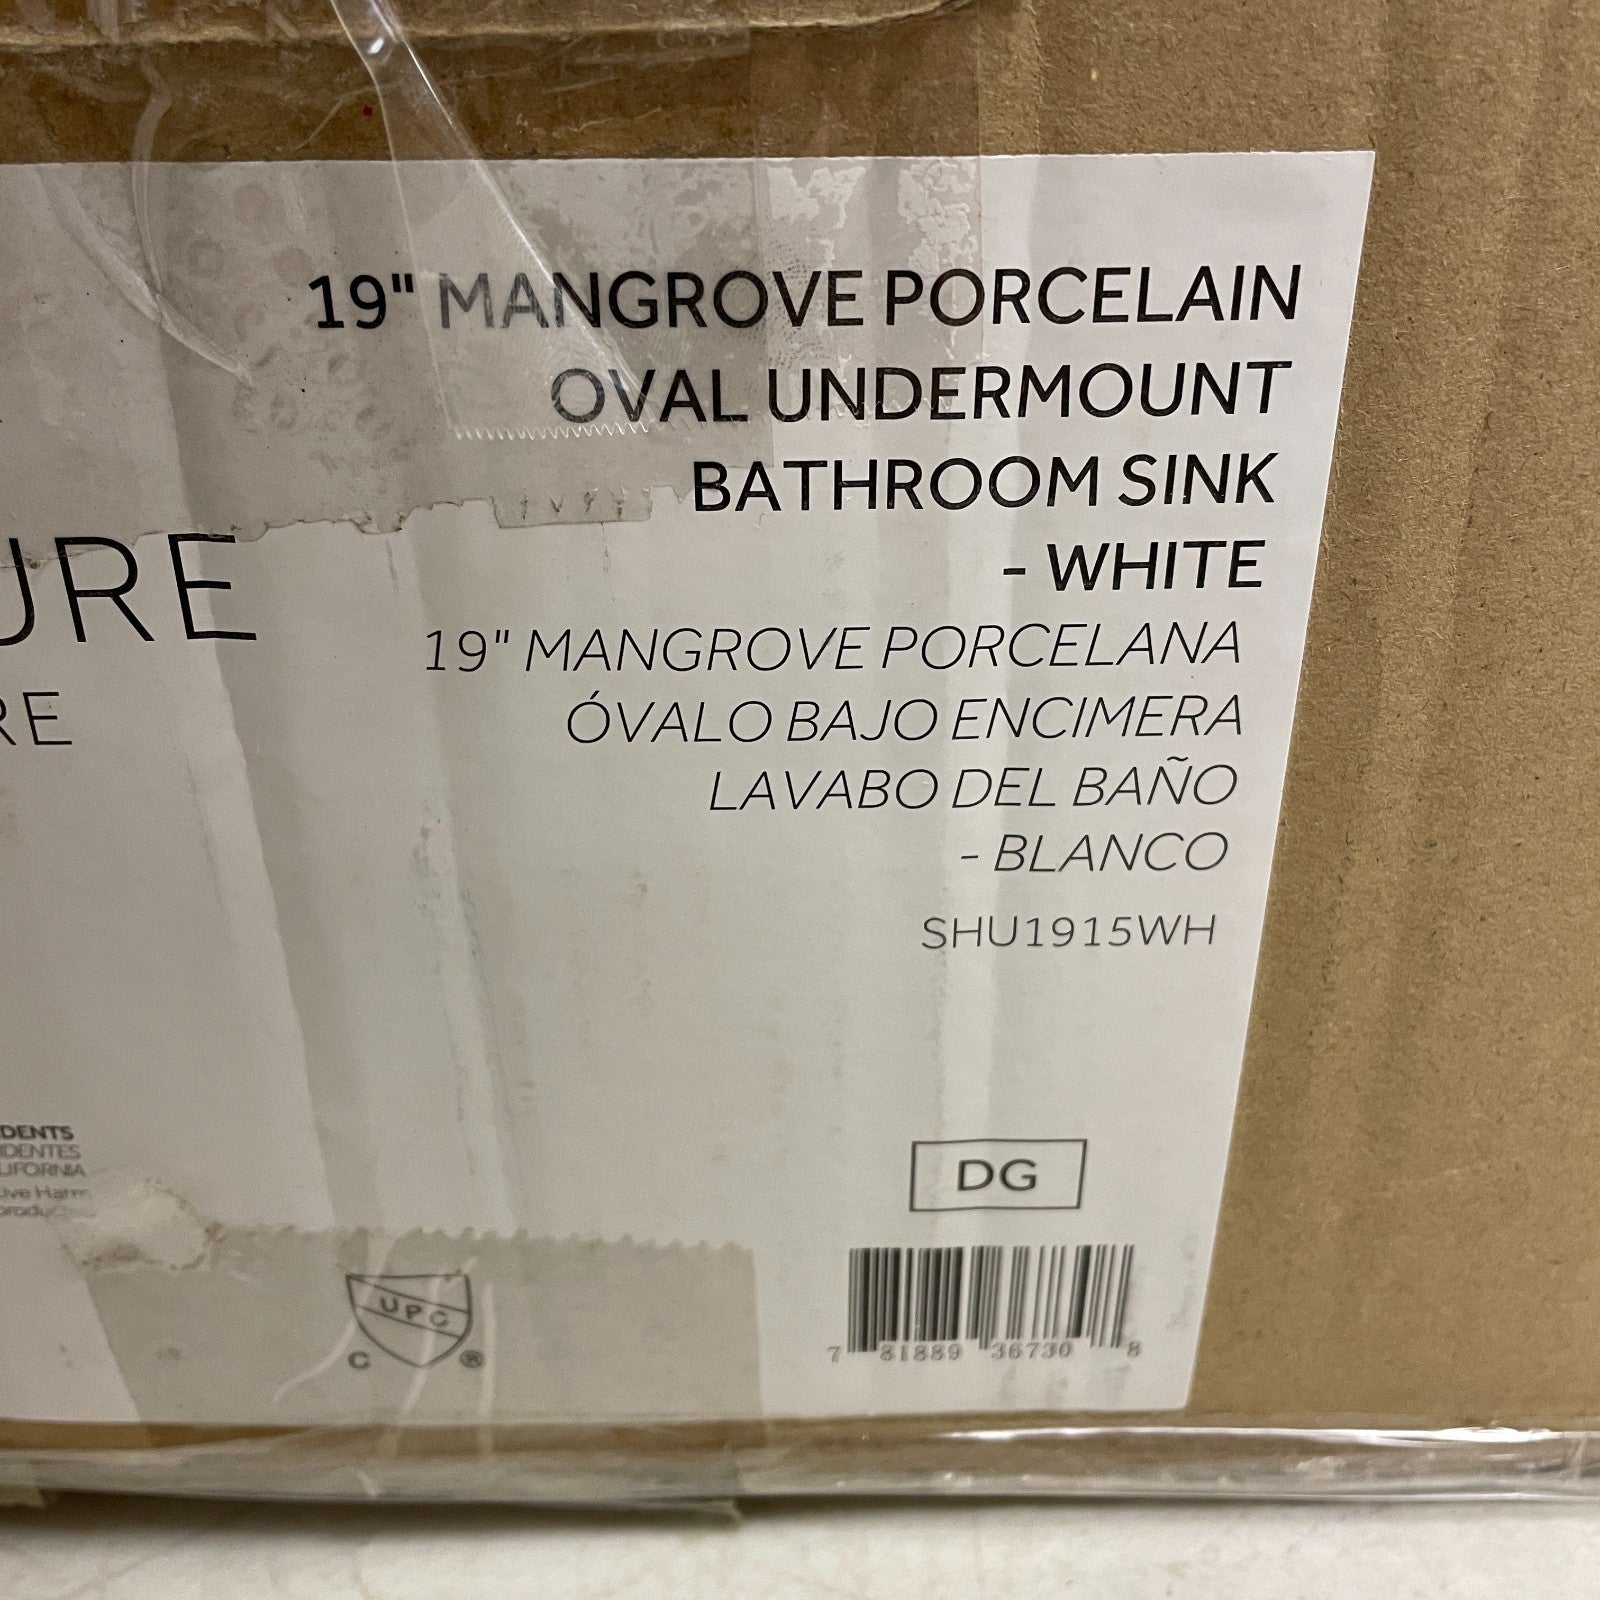 19" MANGROVE PORCELAIN
OVAL UNDERMOUNT
BATHROOM SINK
- WHITE
URE
RE
19" MANGROVE PORCELANA
ÓVALO BAJO ENCIMERA
LAVABO DEL BAÑO
- BLANCO
SHU1915WH
DENTS
IDENTES
LIFORNIA
DG
UPC
C ®
7 81889 36730 8